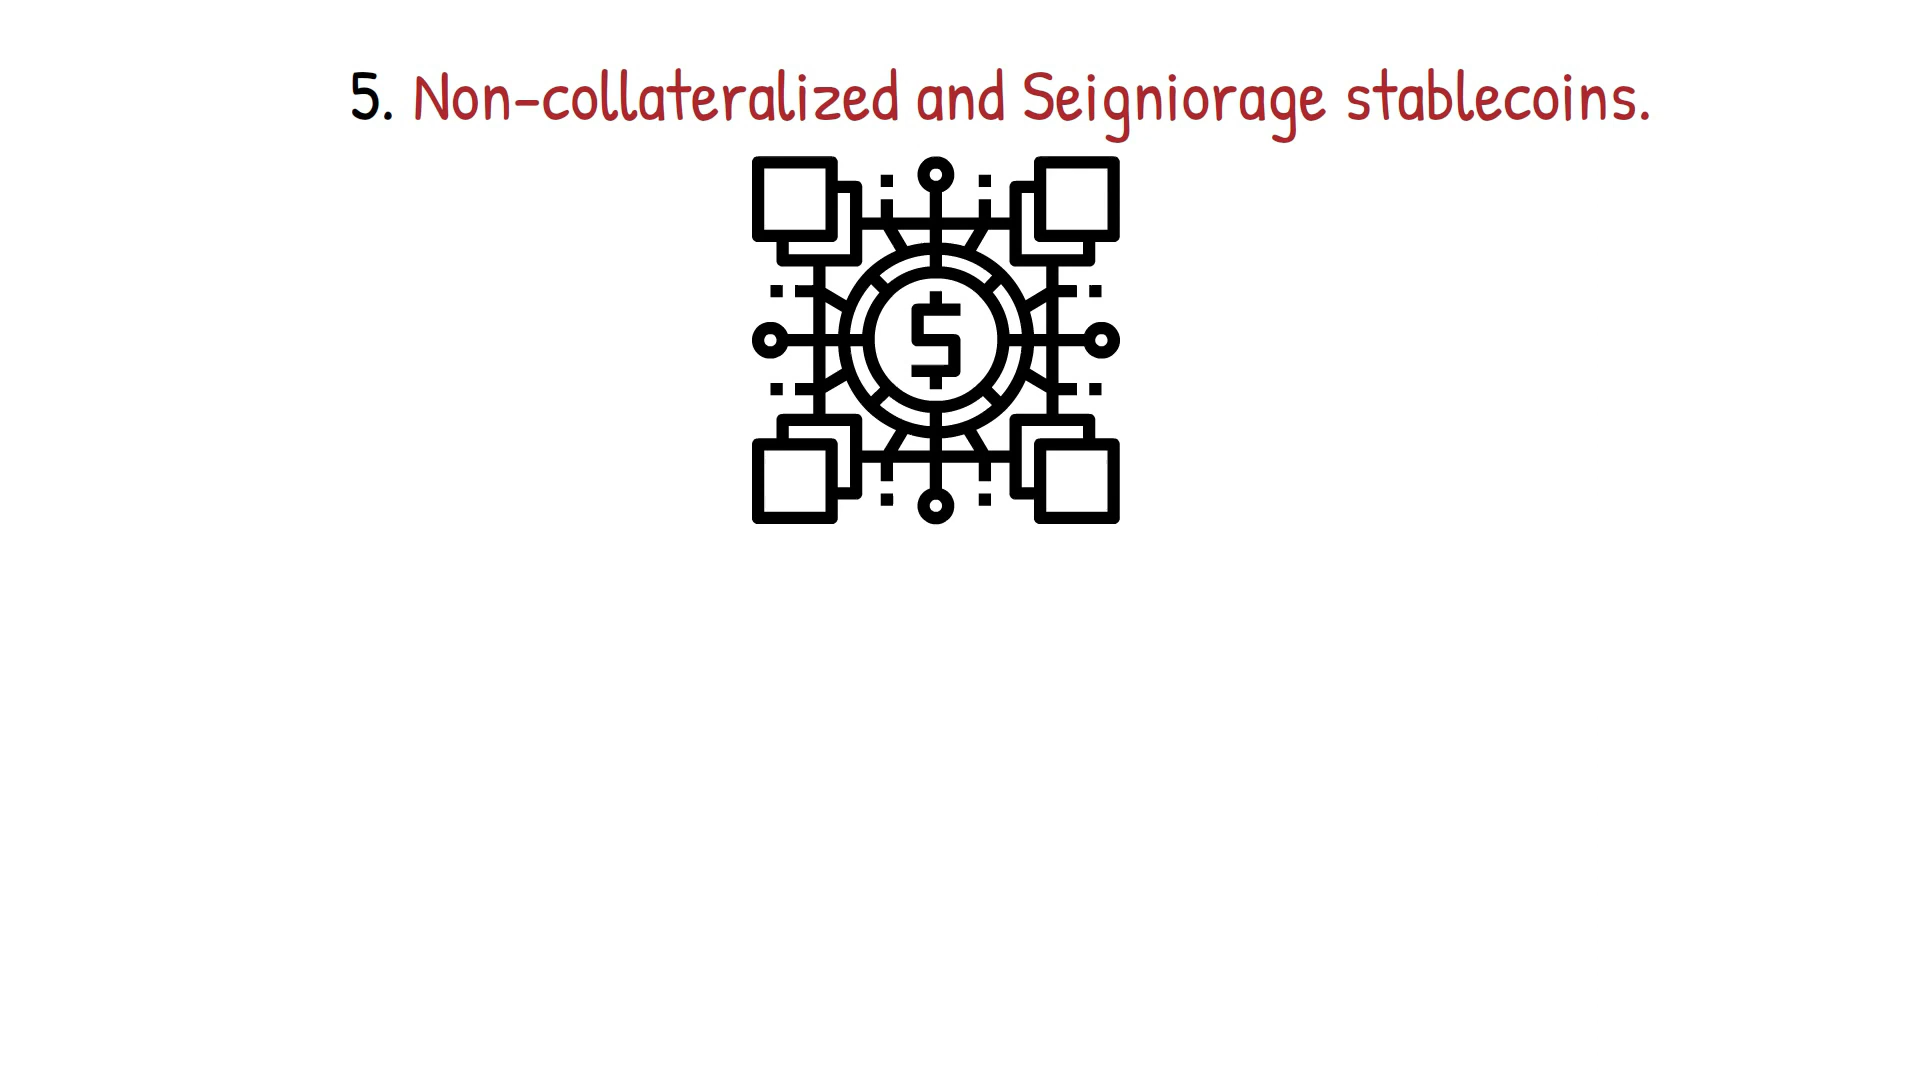 5. Non-collateralized and Seigniorage stablecoins.
$